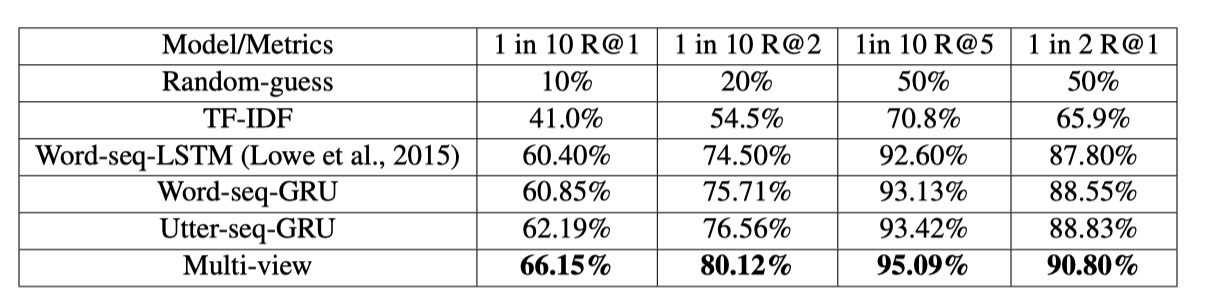 Model/Metrics 1 in 10 R@1 1 in 10 R@2 1in 10 R@5 1 in 2 R@1
Random-guess 10% 20% 50% 50%
TF-IDF 41.0% 54.5% 70.8% 65.9%
Word-seq-LSTM (Lowe et al., 2015) 60.40% 74.50% 92.60% 87.80%
Word-seq-GRU 60.85% 75.71% 93.13% 88.55%
Utter-seq-GRU 62.19% 76.56% 93.42% 88.83%
Multi-view 66.15% 80.12% 95.09% 90.80%